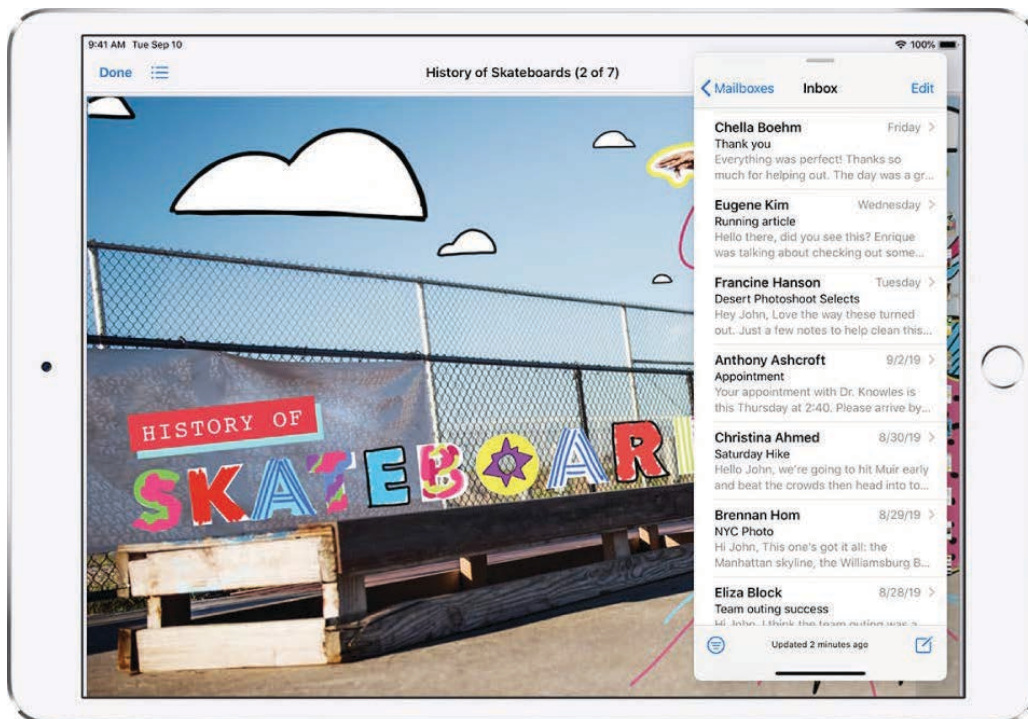 9:41 AM Tue Sep 10
100%
Done
History of Skateboards (2 of 7)
HISTORY OF
SKATEBOAR
Mailboxes Inbox Edit
Chella Boehm Friday
Thank you
Everything was perfect! Thanks so
much for helping out. The day was a gr...
Eugene Kim Wednesday
Running article
Hello there, did you see this? Enrique
was talking about checking out some...
Francine Hanson Tuesday
Desert Photoshoot Selects
Hey John, Love the way these turned
out. Just a few notes to help clean this...
Anthony Ashcroft 9/2/19
Appointment
Your appointment with Dr. Knowles is
this Thursday at 2:40. Please arrive by...
Christina Ahmed 8/30/19
Saturday Hike
Hello John, we're going to hit Muir early
and beat the crowds then head into to...
Brennan Hom 8/29/19
NYC Photo
Hi John, This one's got it all: the
Manhattan skyline, the Williamsburg B...
Eliza Block 8/28/19
Team outing success
Hi John, I think the team outing was a
Updated 2 minutes ago